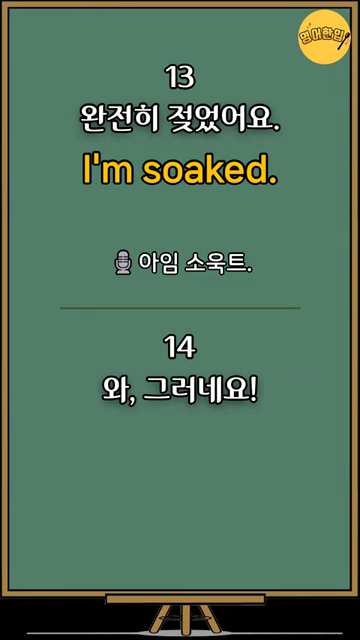 영어한입
13
완전히 젖었어요.
I'm soaked.
아임 소욱트.
14
와, 그러네요!